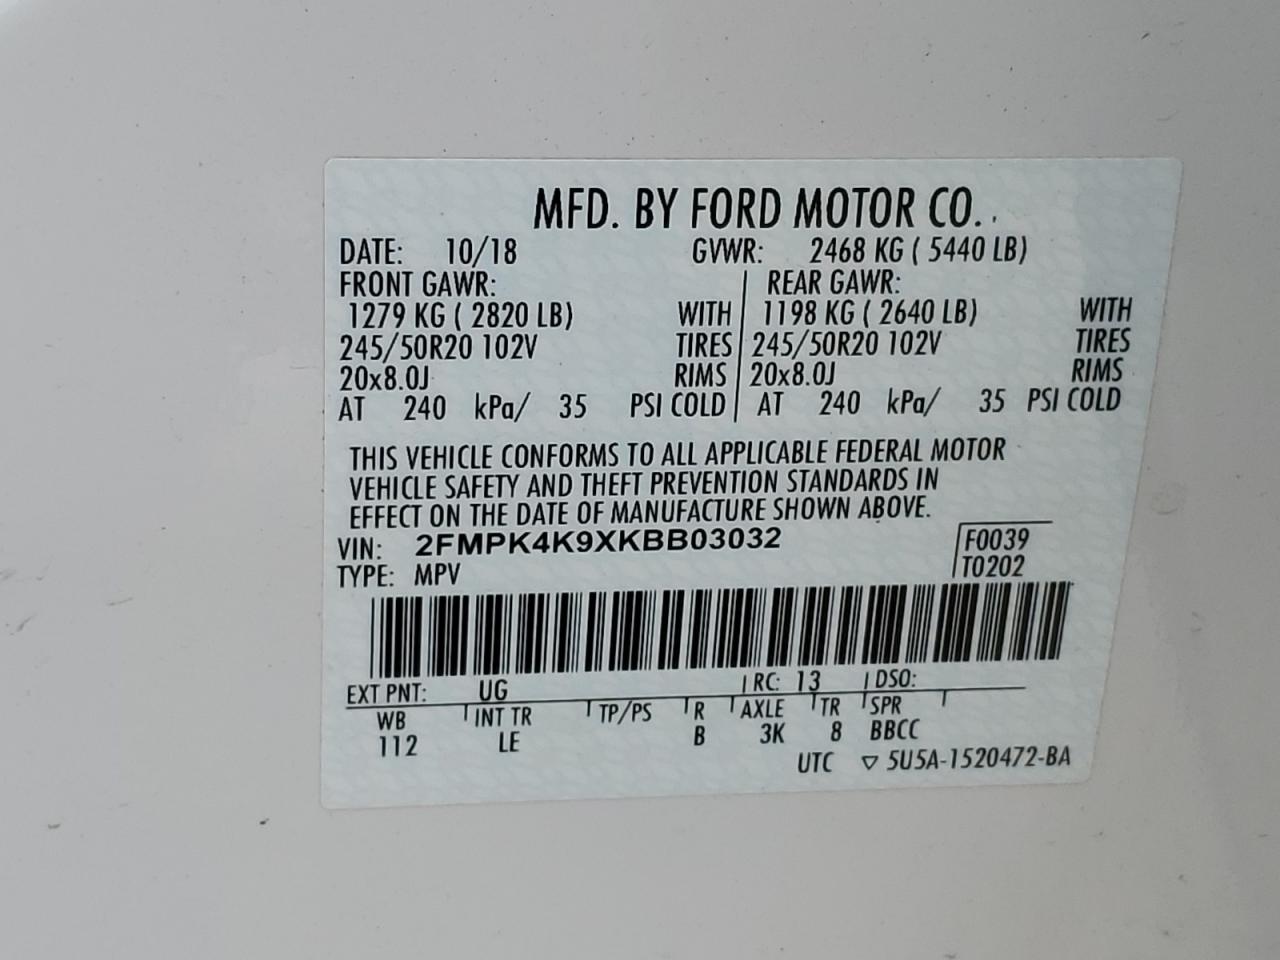 MFD. BY FORD MOTOR CO.
DATE: 10/18 GVWR: 2468 KG ( 5440 LB)
FRONT GAWR: REAR GAWR:
1279 KG ( 2820 LB) WITH 1198 KG ( 2640 LB) WITH
245/50R20 102V TIRES 245/50R20 102V TIRES
20x8.0J RIMS 20x8.0J RIMS
AT 240 kPa/ 35 PSI COLD AT 240 kPa/ 35 PSI COLD
THIS VEHICLE CONFORMS TO ALL APPLICABLE FEDERAL MOTOR
VEHICLE SAFETY AND THEFT PREVENTION STANDARDS IN
EFFECT ON THE DATE OF MANUFACTURE SHOWN ABOVE.
VIN: 2FMPK4K9XKBB03032 F0039
TYPE: MPV T0202
EXT PNT: UG RC: 13 DSO:
WB INT TR TP/PS R AXLE TR SPR
112 LE B 3K 8 BBCC
UTC ▽ 5U5A-1520472-BA